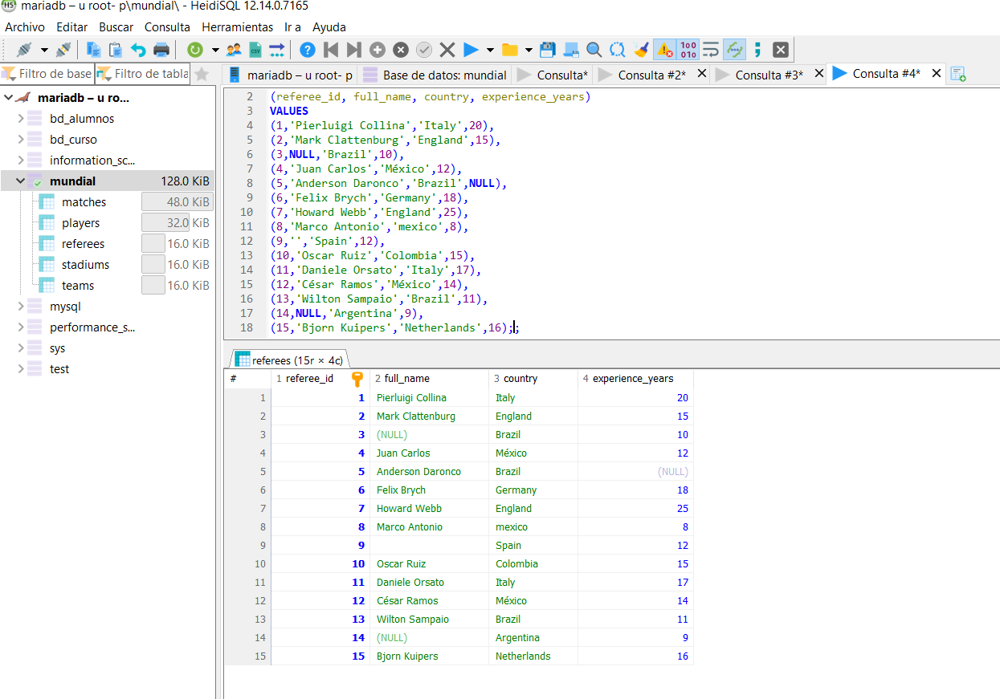 HS mariadb – u root- p\mundial\ - HeidiSQL 12.14.0.7165
Archivo Editar Buscar Consulta Herramientas Ir a Ayuda
Filtro de base Filtro de tabla mariadb – u root- p Base de datos: mundial Consulta* Consulta #2* Consulta #3* Consulta #4*
mariadb – u ro...
bd_alumnos
bd_curso
information_sc...
mundial 128.0 KiB
matches 48.0 KiB
players 32.0 KiB
referees 16.0 KiB
stadiums 16.0 KiB
teams 16.0 KiB
mysql
performance_s...
sys
test
2 (referee_id, full_name, country, experience_years)
3 VALUES
4 (1,'Pierluigi Collina','Italy',20),
5 (2,'Mark Clattenburg','England',15),
6 (3,NULL,'Brazil',10),
7 (4,'Juan Carlos','México',12),
8 (5,'Anderson Daronco','Brazil',NULL),
9 (6,'Felix Brych','Germany',18),
10 (7,'Howard Webb','England',25),
11 (8,'Marco Antonio','mexico',8),
12 (9,'','Spain',12),
13 (10,'Oscar Ruiz','Colombia',15),
14 (11,'Daniele Orsato','Italy',17),
15 (12,'César Ramos','México',14),
16 (13,'Wilton Sampaio','Brazil',11),
17 (14,NULL,'Argentina',9),
18 (15,'Bjorn Kuipers','Netherlands',16);;
referees (15r × 4c)
# 1 referee_id 2 full_name 3 country 4 experience_years
1 1 Pierluigi Collina Italy 20
2 2 Mark Clattenburg England 15
3 3 (NULL) Brazil 10
4 4 Juan Carlos México 12
5 5 Anderson Daronco Brazil (NULL)
6 6 Felix Brych Germany 18
7 7 Howard Webb England 25
8 8 Marco Antonio mexico 8
9 9 Spain 12
10 10 Oscar Ruiz Colombia 15
11 11 Daniele Orsato Italy 17
12 12 César Ramos México 14
13 13 Wilton Sampaio Brazil 11
14 14 (NULL) Argentina 9
15 15 Bjorn Kuipers Netherlands 16